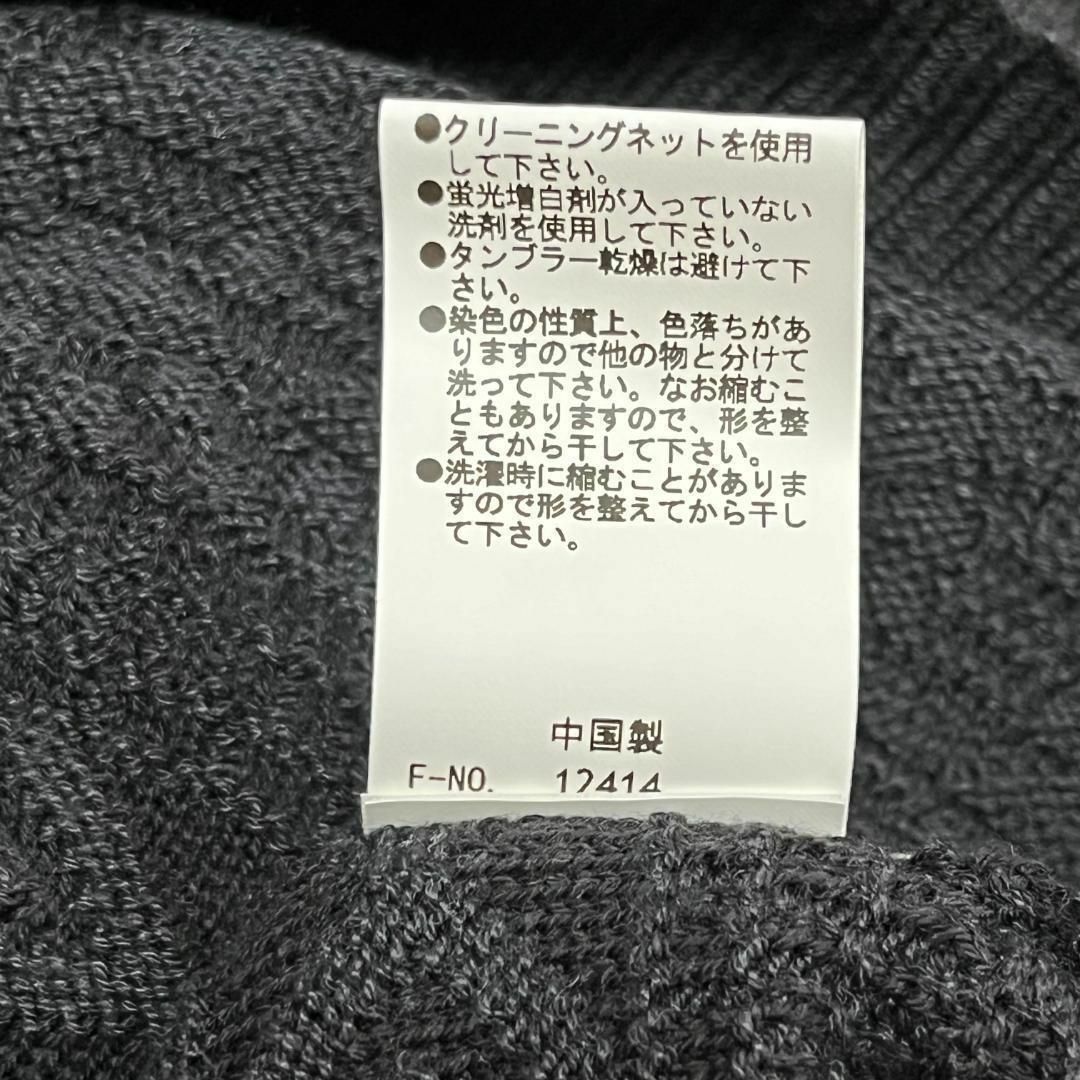 ●クリーニングネットを使用
して下さい。
●蛍光増白剤が入っていない
洗剤を使用して下さい。
●タンブラー乾燥は避けて下
さい。
●染色の性質上、色落ちがあ
りますので他の物と分けて
洗って下さい。なお縮むこ
ともありますので、形を整
えてから干して下さい。
●洗濯時に縮むことがありま
すので形を整えてから干し
て下さい。
中国製
F-NO. 12414